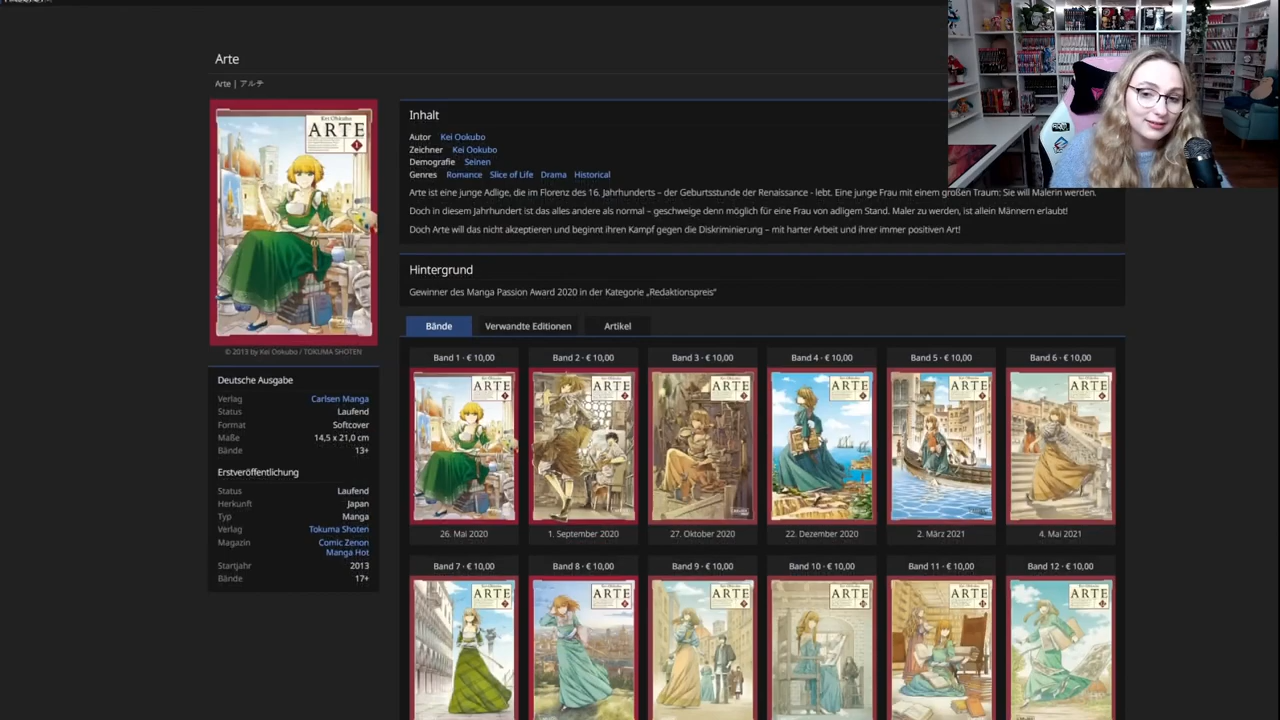 Arte
Arte | アルテ
Kei Ohkubo
ARTE
1
© 2013 by Kei Ookubo / TOKUMA SHOTEN
Deutsche Ausgabe
Verlag Carlsen Manga
Status Laufend
Format Softcover
Maße 14,5 x 21,0 cm
Bände 13+
Erstveröffentlichung
Status Laufend
Herkunft Japan
Typ Manga
Verlag Tokuma Shoten
Magazin Comic Zenon
Manga Hot
Startjahr 2013
Bände 17+
Inhalt
Autor Kei Ookubo
Zeichner Kei Ookubo
Demografie Seinen
Genres Romance Slice of Life Drama Historical
Arte ist eine junge Adlige, die im Florenz des 16. Jahrhunderts – der Geburtsstunde der Renaissance - lebt. Eine junge Frau mit einem großen Traum: Sie will Malerin werden.
Doch in diesem Jahrhundert ist das alles andere als normal – geschweige denn möglich für eine Frau von adligem Stand. Maler zu werden, ist allein Männern erlaubt!
Doch Arte will das nicht akzeptieren und beginnt ihren Kampf gegen die Diskriminierung – mit harter Arbeit und ihrer immer positiven Art!
Hintergrund
Gewinner des Manga Passion Award 2020 in der Kategorie „Redaktionspreis“
Bände Verwandte Editionen Artikel
Band 1 · € 10,00 Band 2 · € 10,00 Band 3 · € 10,00 Band 4 · € 10,00 Band 5 · € 10,00 Band 6 · € 10,00
ARTE ARTE ARTE ARTE ARTE ARTE
26. Mai 2020 1. September 2020 27. Oktober 2020 22. Dezember 2020 2. März 2021 4. Mai 2021
Band 7 · € 10,00 Band 8 · € 10,00 Band 9 · € 10,00 Band 10 · € 10,00 Band 11 · € 10,00 Band 12 · € 10,00
ARTE ARTE ARTE ARTE ARTE ARTE